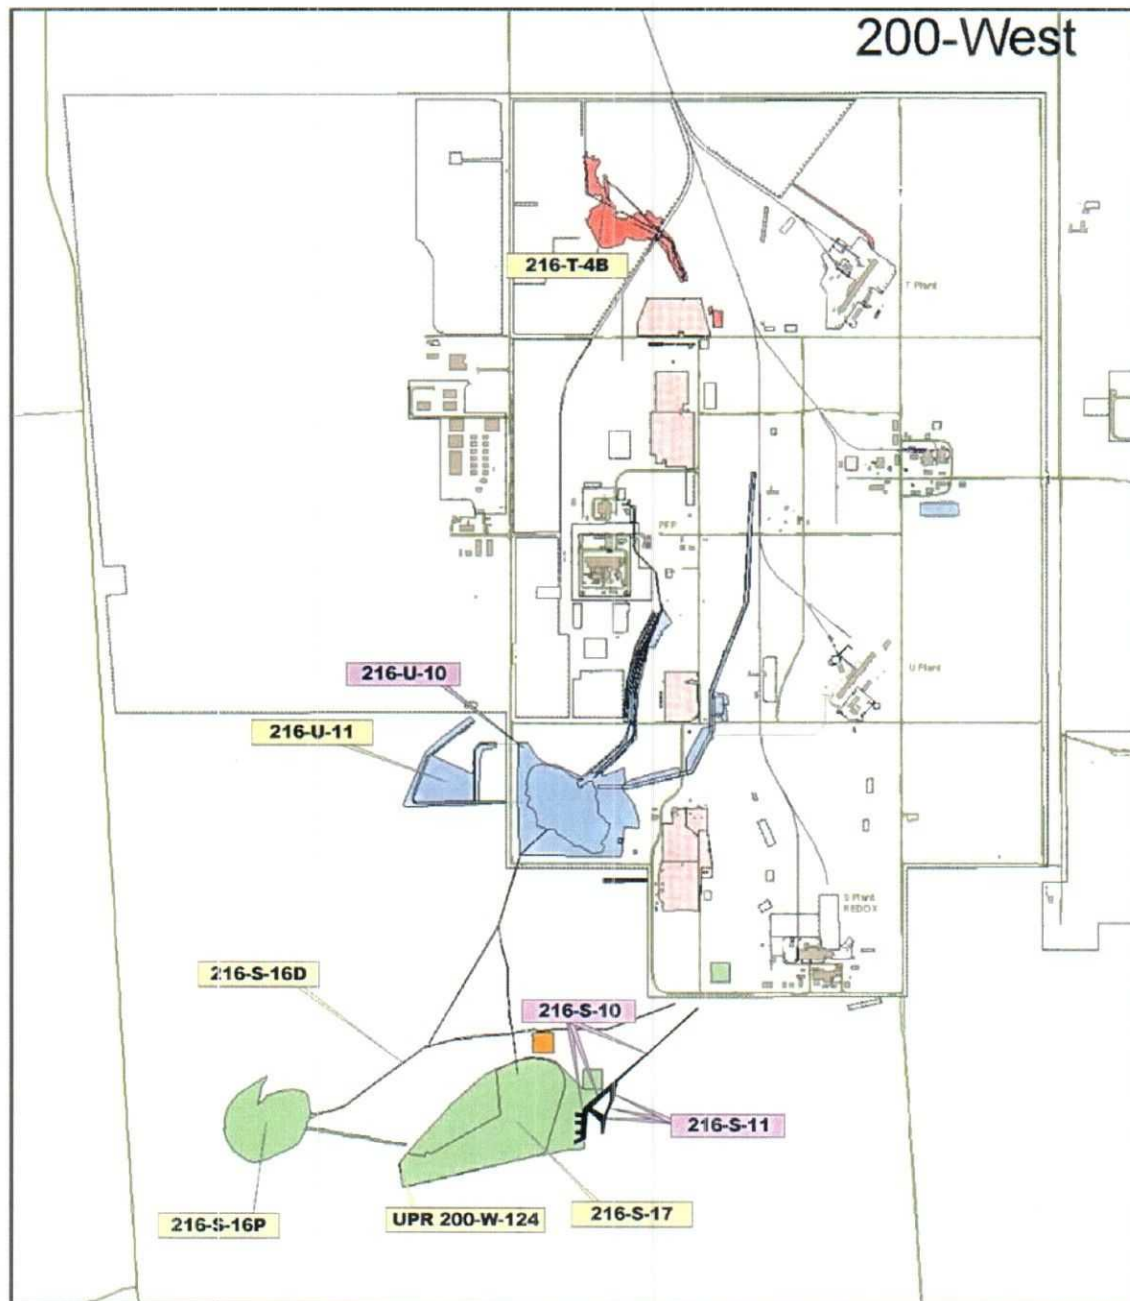 200-West
216-T-4B
T Plant
PFP
216-U-10
U Plant
216-U-11
S Plant
REDOX
216-S-16D
216-S-10
216-S-11
216-S-16P
UPR 200-W-124
216-S-17